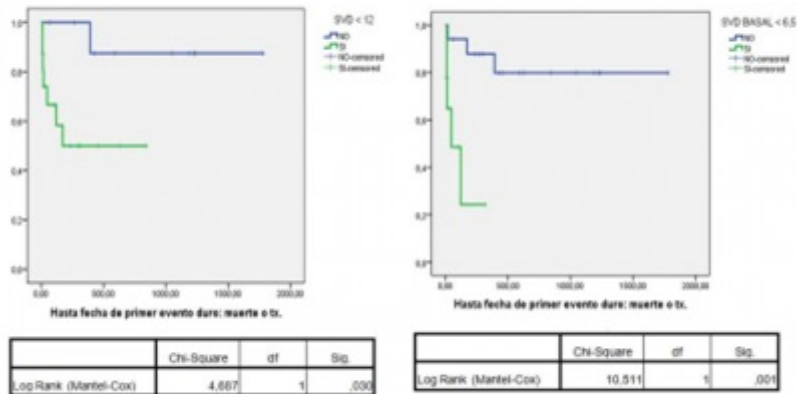 SVD < 12
NO
SI
NO-censored
SI-censored
1,0
0,8
0,6
0,4
0,2
0,0
0,00
500,00
1000,00
1500,00
2000,00
Hasta fecha de primer evento duro: muerte o tx.
Chi-Square df Sig.
Log Rank (Mantel-Cox) 4,667 1 ,030
SVD BASAL < 6,5
NO
SI
NO-censored
SI-censored
1,0
0,8
0,6
0,4
0,2
0,0
0,00
500,00
1000,00
1500,00
2000,00
Hasta fecha de primer evento duro: muerte o tx.
Chi-Square df Sig.
Log Rank (Mantel-Cox) 10,511 1 ,001